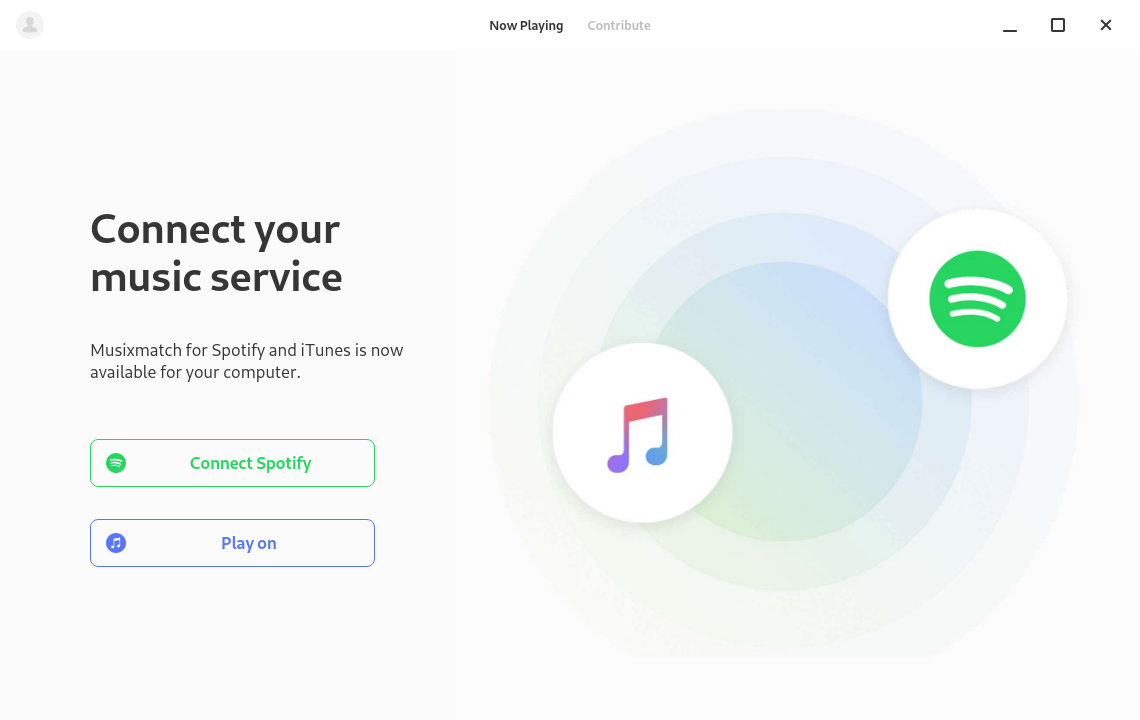 Now Playing Contribute
Connect your
music service
Musixmatch for Spotify and iTunes is now
available for your computer.
Connect Spotify
Play on